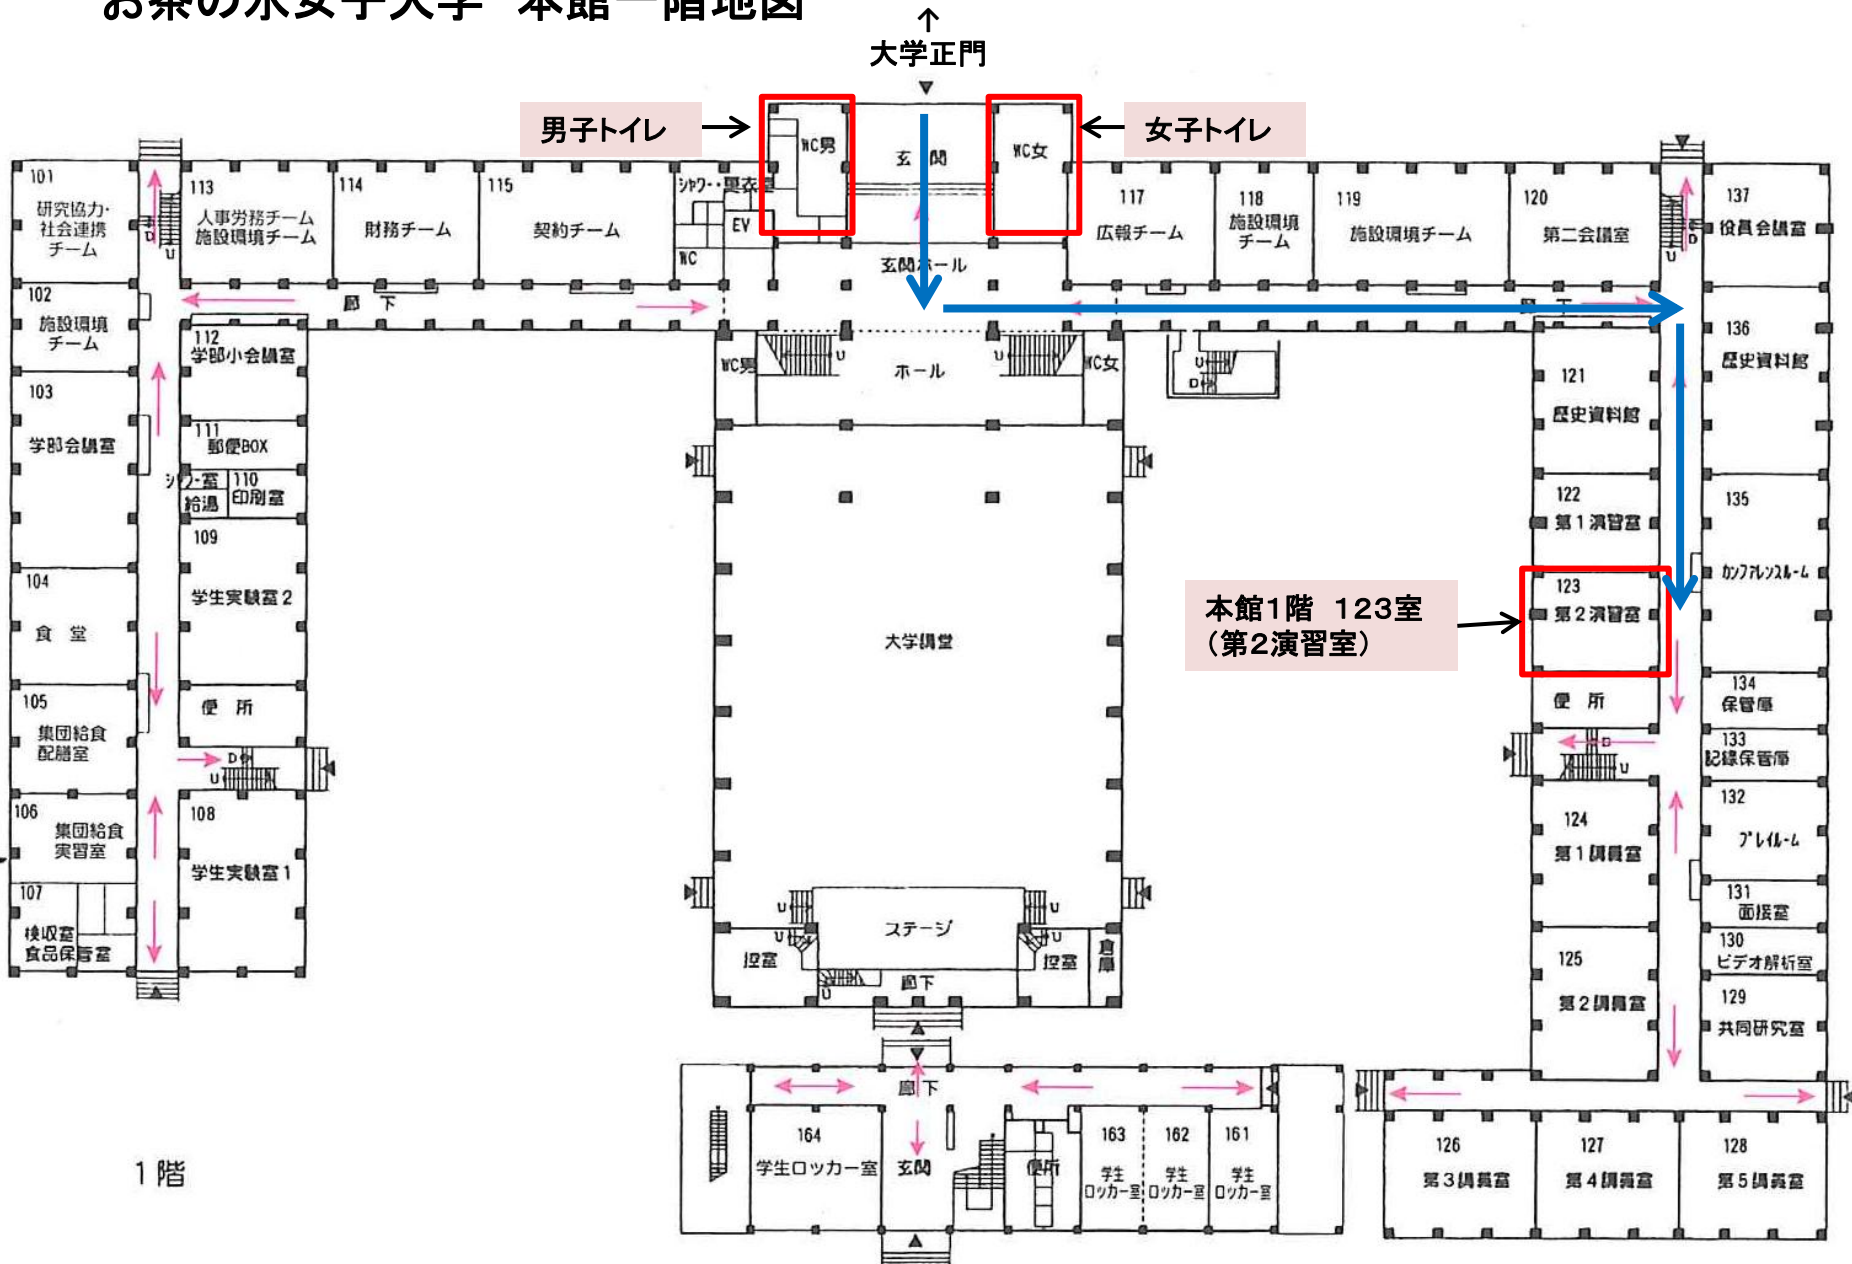 お茶の水女子大学 本館一階地図
↑
大学正門
男子トイレ
女子トイレ
WC男
玄関
WC女
101
研究協力・
社会連携
チーム
D
U
113
人事労務チーム
施設環境チーム
114
財務チーム
115
契約チーム
シャワー・更衣室
EV
WC
玄関ホール
117
広報チーム
118
施設環境
チーム
119
施設環境チーム
120
第二会議室
U
D
137
役員会議室
102
施設環境
チーム
廊下
廊下
112
学部小会議室
WC男
U
ホール
U
WC女
U
D
121
歴史資料館
136
歴史資料館
103
学部会議室
111
郵便BOX
シャワー室
給湯
110
印刷室
122
第1演習室
135
カンファレンスルーム
109
学生実験室2
104
食堂
大学講堂
本館1階 123室
（第2演習室）
123
第2演習室
105
集団給食
配膳室
便所
D
U
便所
D
U
134
保管庫
133
記録保管庫
106
集団給食
実習室
108
学生実験室1
124
第1講員室
132
プレイルーム
131
面接室
107
検収室
食品保管室
U
ステージ
U
U
U
控室
控室
倉庫
U
廊下
125
第2講員室
130
ビデオ解析室
129
共同研究室
廊下
164
学生ロッカー室
玄関
便所
163
学生
ロッカー室
162
学生
ロッカー室
161
学生
ロッカー室
126
第3講員室
127
第4講員室
128
第5講員室
1階